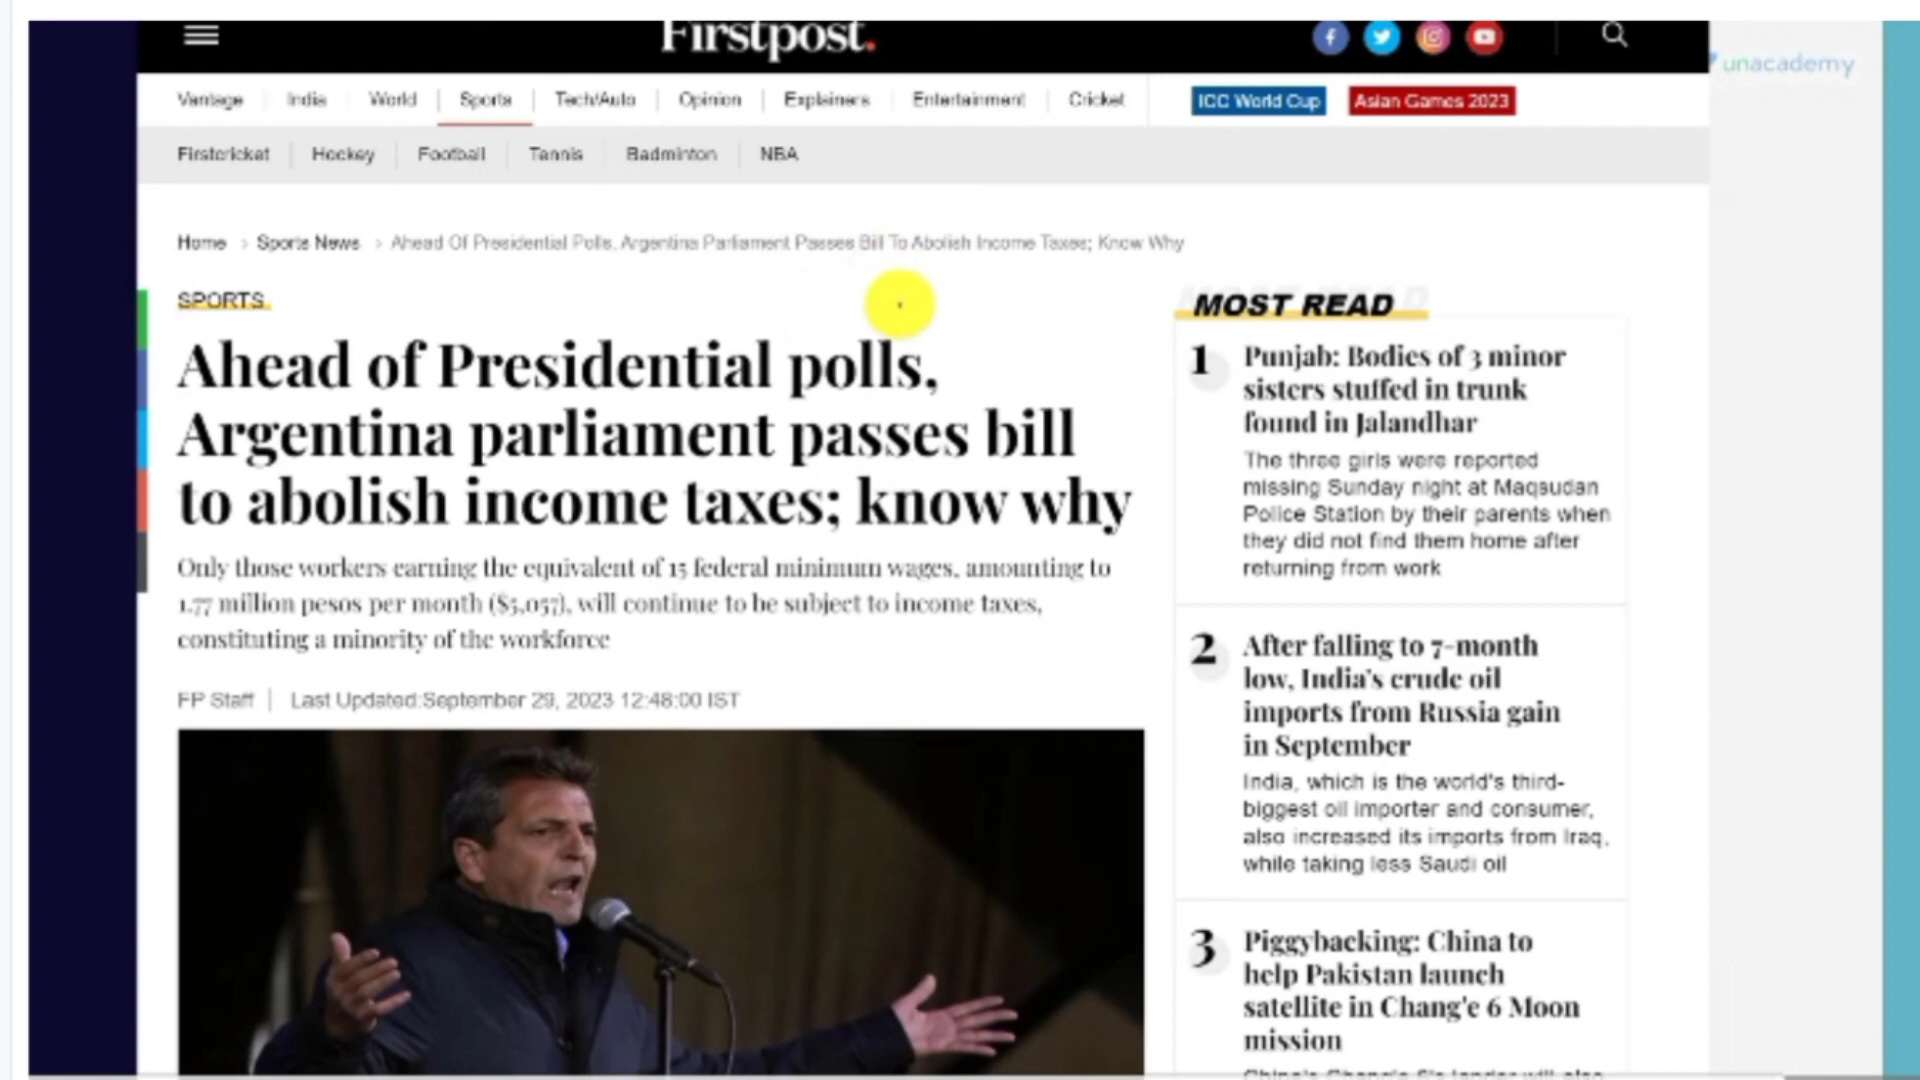 Firstpost.
unacademy
Vantage India World Sports Tech/Auto Opinion Explainers Entertainment Cricket ICC World Cup Asian Games 2023
Firstcricket Hockey Football Tennis Badminton NBA
Home > Sports News > Ahead Of Presidential Polls, Argentina Parliament Passes Bill To Abolish Income Taxes; Know Why
SPORTS
Ahead of Presidential polls,
Argentina parliament passes bill
to abolish income taxes; know why
Only those workers earning the equivalent of 15 federal minimum wages, amounting to
1.77 million pesos per month ($5,057), will continue to be subject to income taxes,
constituting a minority of the workforce
FP Staff | Last Updated:September 29, 2023 12:48:00 IST
MOST READ
1 Punjab: Bodies of 3 minor
sisters stuffed in trunk
found in Jalandhar
The three girls were reported
missing Sunday night at Maqsudan
Police Station by their parents when
they did not find them home after
returning from work
2 After falling to 7-month
low, India's crude oil
imports from Russia gain
in September
India, which is the world's third-
biggest oil importer and consumer,
also increased its imports from Iraq,
while taking less Saudi oil
3 Piggybacking: China to
help Pakistan launch
satellite in Chang'e 6 Moon
mission